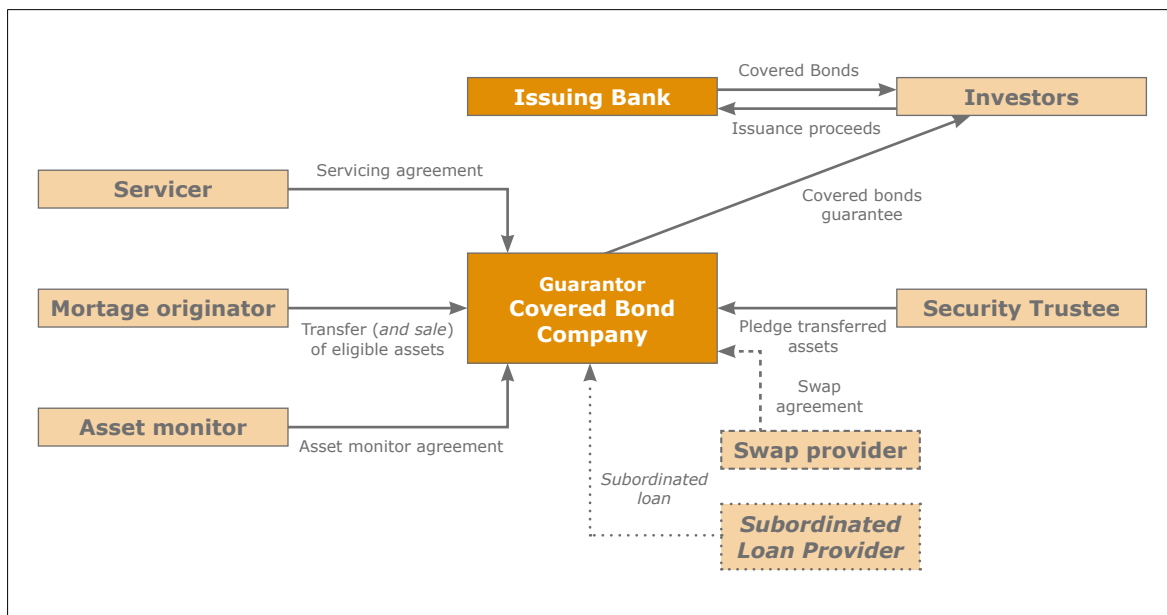 Covered Bonds
Issuing Bank
Investors
Issuance proceeds
Servicing agreement
Servicer
Covered bonds
guarantee
Guarantor
Covered Bond
Company
Mortage originator
Transfer (and sale)
of eligible assets
Security Trustee
Pledge transferred
assets
Swap
agreement
Asset monitor
Asset monitor agreement
Swap provider
Subordinated
loan
Subordinated
Loan Provider